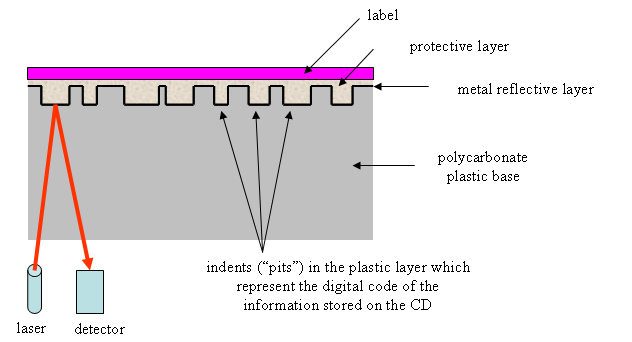 label
protective layer
metal reflective layer
polycarbonate
plastic base
indents (“pits”) in the plastic layer which
represent the digital code of the
information stored on the CD
laser
detector